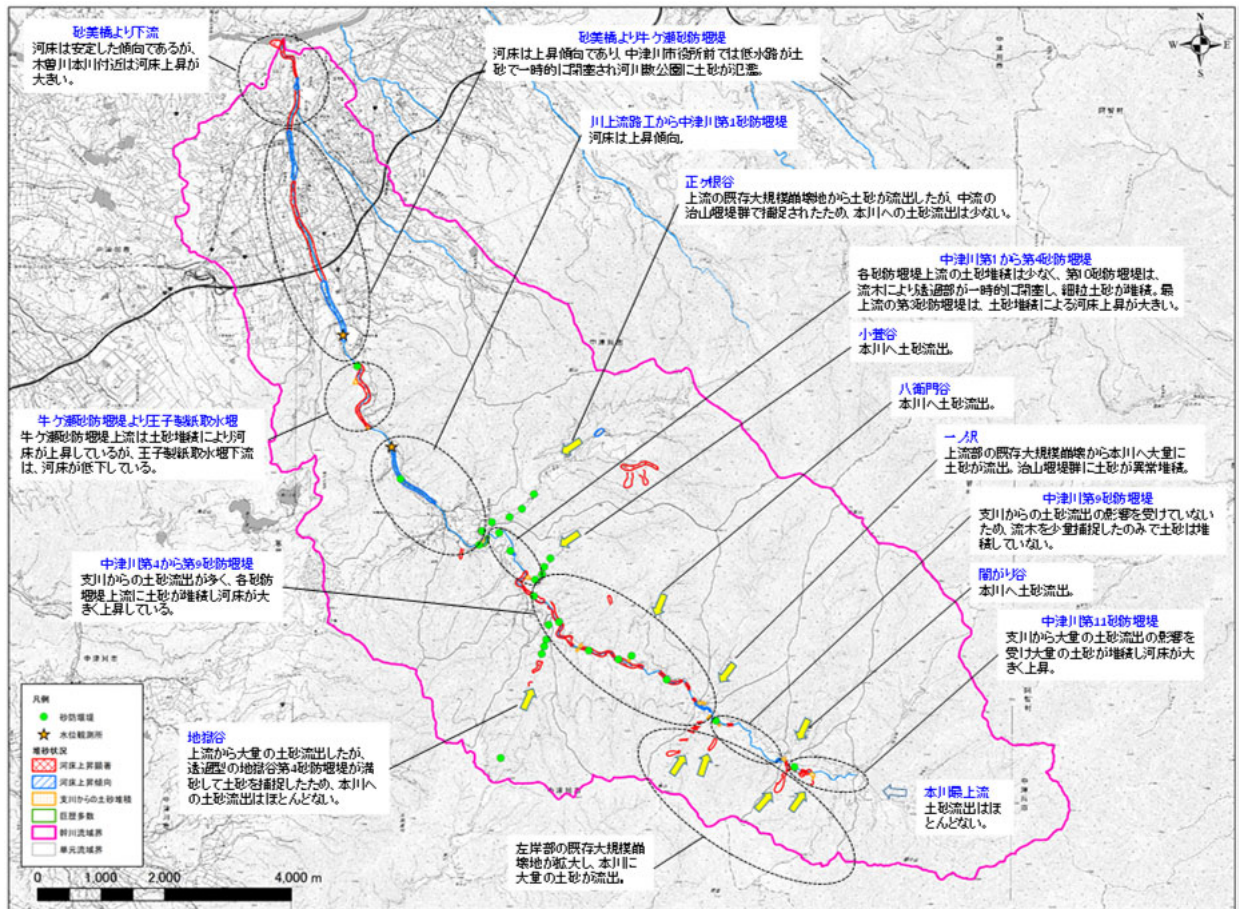 砂美橋より下流
河床は安定した傾向であるが、
木曽川本川付近は河床上昇が
大きい。
砂美橋より牛ケ瀬砂防堰堤
河床は上昇傾向であり、中津川市役所前では低水路が土
砂で一時的に閉塞され河川敷公園に土砂が氾濫。
川上流路工から中津川第1砂防堰堤
河床は上昇傾向。
正ヶ根谷
上流の既存大規模崩壊地から土砂が流出したが、中流の
治山堰堤群で捕捉されたため、本川への土砂流出は少ない。
中津川第1から第4砂防堰堤
各砂防堰堤上流の土砂堆積は少なく、第10砂防堰堤は、
流木により透過部が一時的に閉塞し、細粒土砂が堆積。最
上流の第3砂防堰堤は、土砂堆積による河床上昇が大きい。
小萱谷
本川へ土砂流出。
八衛門谷
本川へ土砂流出。
一ノ沢
上流部の既存大規模崩壊から本川へ大量に
土砂が流出。治山堰堤群に土砂が異常堆積。
中津川第9砂防堰堤
支川からの土砂流出の影響を受けていない
ため、流木を少量捕捉したのみで土砂は堆
積していない。
闇がり谷
本川へ土砂流出。
中津川第11砂防堰堤
支川から大量の土砂流出の影響を
受け大量の土砂が堆積し河床が大
きく上昇。
牛ケ瀬砂防堰堤より王子製紙取水堰
牛ケ瀬砂防堰堤上流は土砂堆積により河
床が上昇しているが、王子製紙取水堰下流
は、河床が低下している。
中津川第4から第9砂防堰堤
支川からの土砂流出が多く、各砂防
堰堤上流に土砂が堆積し河床が大
きく上昇している。
地獄谷
上流から大量の土砂流出したが、
透過型の地獄谷第4砂防堰堤が満
砂して土砂を捕捉したため、本川へ
の土砂流出はほとんどない。
本川最上流
土砂流出はほ
とんどない。
左岸部の既存大規模崩
壊地が拡大し、本川に
大量の土砂が流出。
凡例
砂防堰堤
水位観測所
堆砂状況
河床上昇顕著
河床上昇傾向
支川からの土砂堆積
巨礫多数
幹川流域界
単元流域界
0 1,000 2,000 4,000 m
N
W E
S
中津川市
中津川市
中津川市
中津川市
阿智村
阿智村